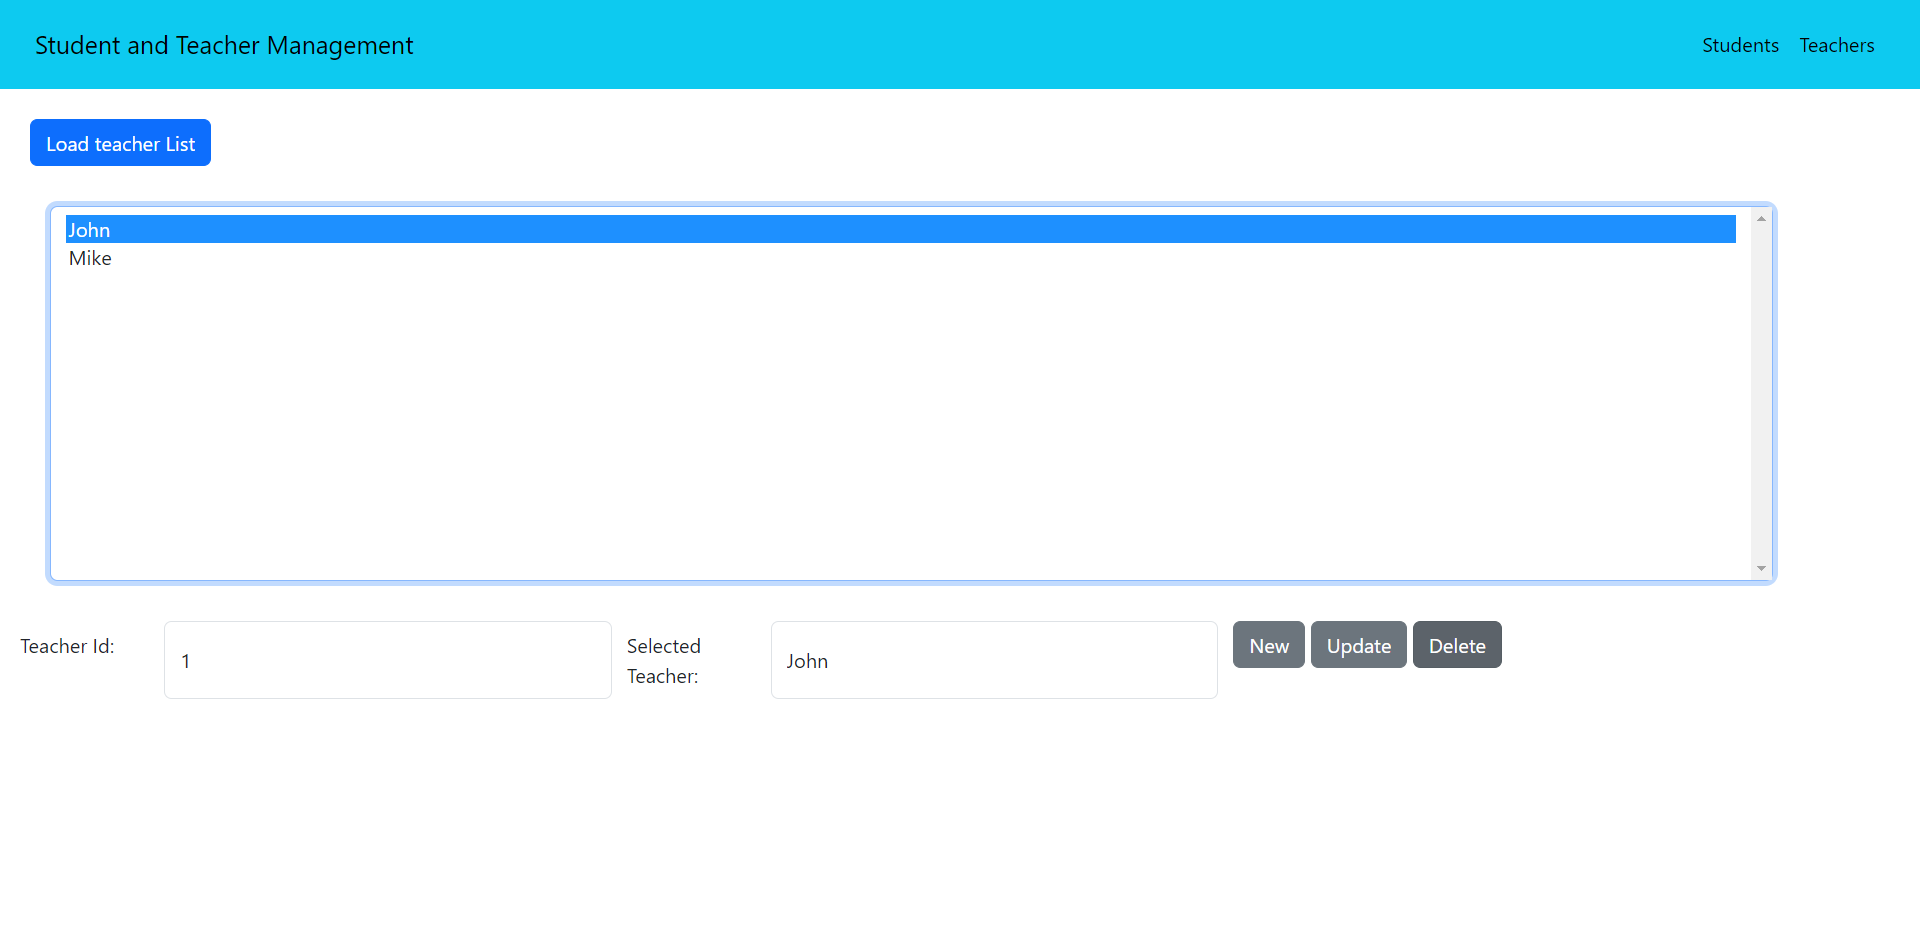 Student and Teacher Management
Students Teachers
Load teacher List
John
Mike
Teacher Id:
1
Selected
Teacher:
John
New Update Delete